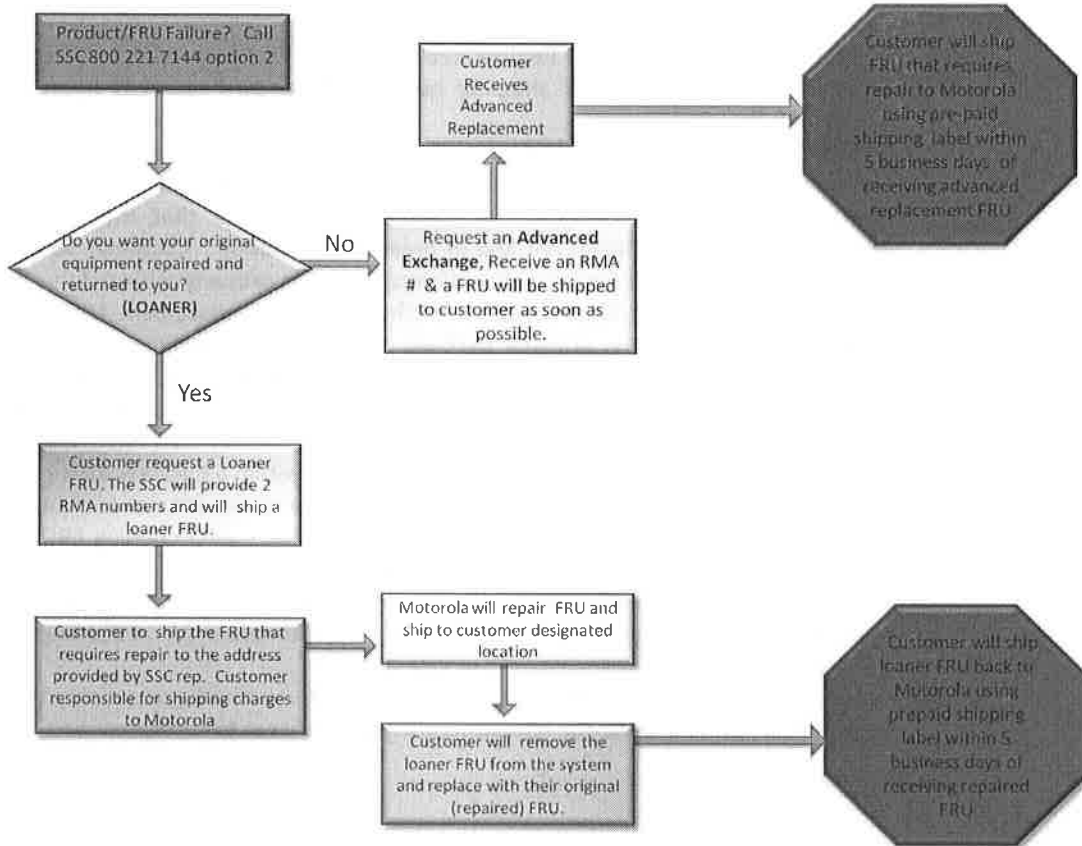 Product/FRU Failure? Call
SSC 800 221 7144 option 2
Customer
Receives
Advanced
Replacement
Customer will ship
FRU that requires
repair to Motorola
using pre-paid
shipping label within
5 business days of
receiving advanced
replacement FRU
Do you want your original
equipment repaired and
returned to you?
(LOANER)
No
Request an Advanced
Exchange, Receive an RMA
# & a FRU will be shipped
to customer as soon as
possible.
Yes
Customer request a Loaner
FRU. The SSC will provide 2
RMA numbers and will ship a
loaner FRU.
Customer to ship the FRU that
requires repair to the address
provided by SSC rep. Customer
responsible for shipping charges
to Motorola
Motorola will repair FRU and
ship to customer designated
location
Customer will remove the
loaner FRU from the system
and replace with their original
(repaired) FRU.
Customer will ship
loaner FRU back to
Motorola using
prepaid shipping
label within 5
business days of
receiving repaired
FRU